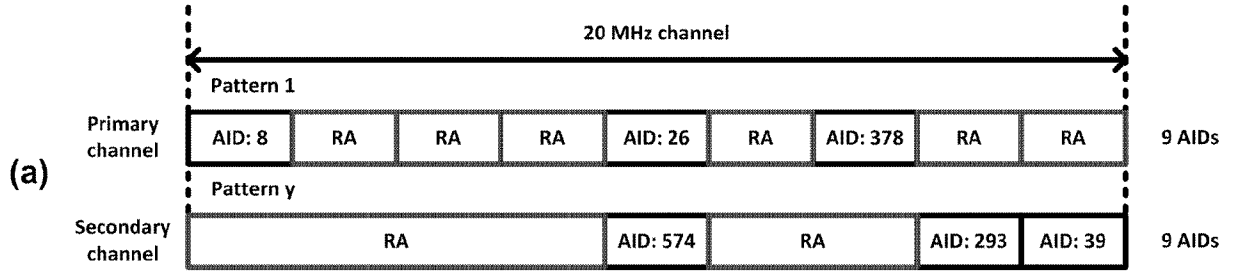 20 MHz channel
Pattern 1
Primary channel
AID: 8 RA RA RA AID: 26 RA AID: 378 RA RA
9 AIDs
(a)
Pattern y
Secondary channel
RA AID: 574 RA AID: 293 AID: 39
9 AIDs